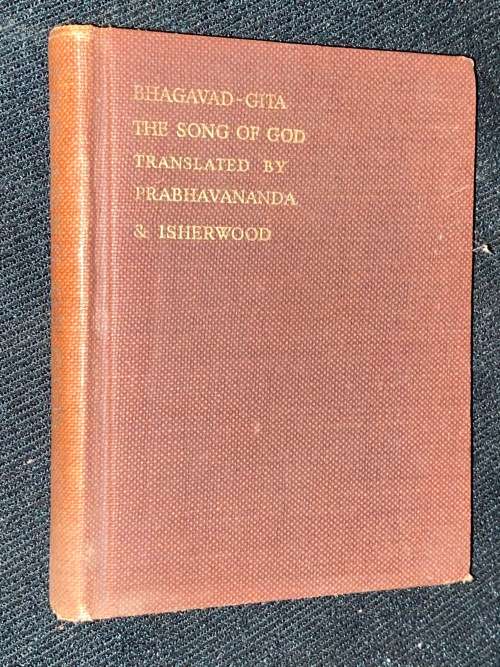 BHAGAVAD-GITA
THE SONG OF GOD
TRANSLATED BY
PRABHAVANANDA
& ISHERWOOD